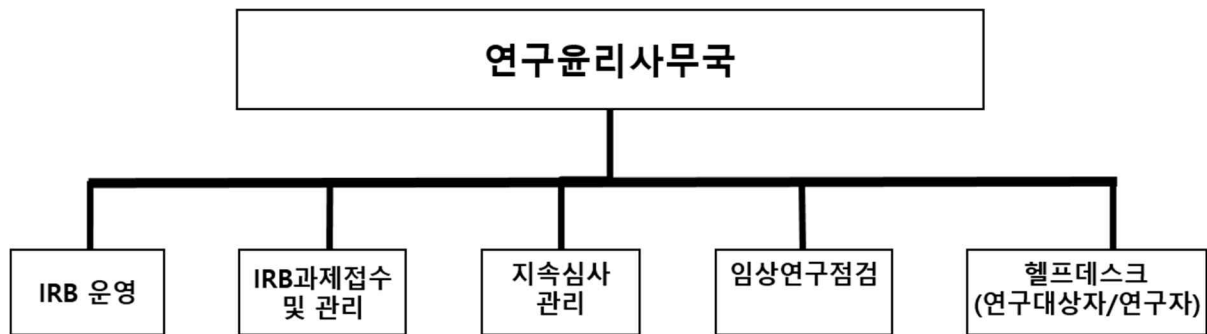 연구윤리사무국
IRB 운영
IRB과제접수
및 관리
지속심사
관리
임상연구점검
헬프데스크
(연구대상자/연구자)